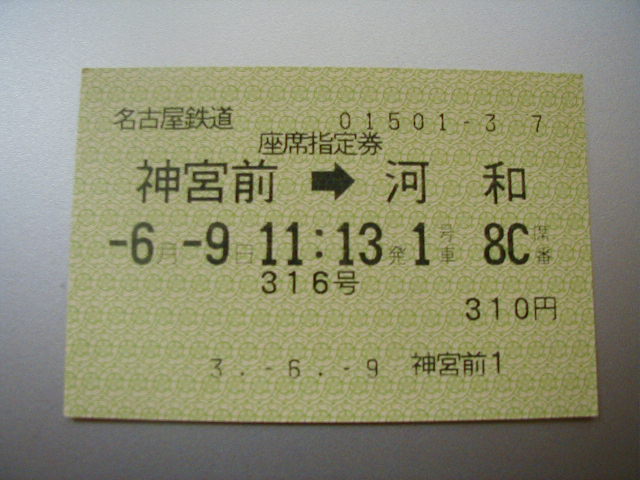 名古屋鉄道 01501-37
座席指定券
神宮前 ➡ 河和
-6月-9日 11:13発 1号車 8C席番
316号
310円
3.-6.-9 神宮前1